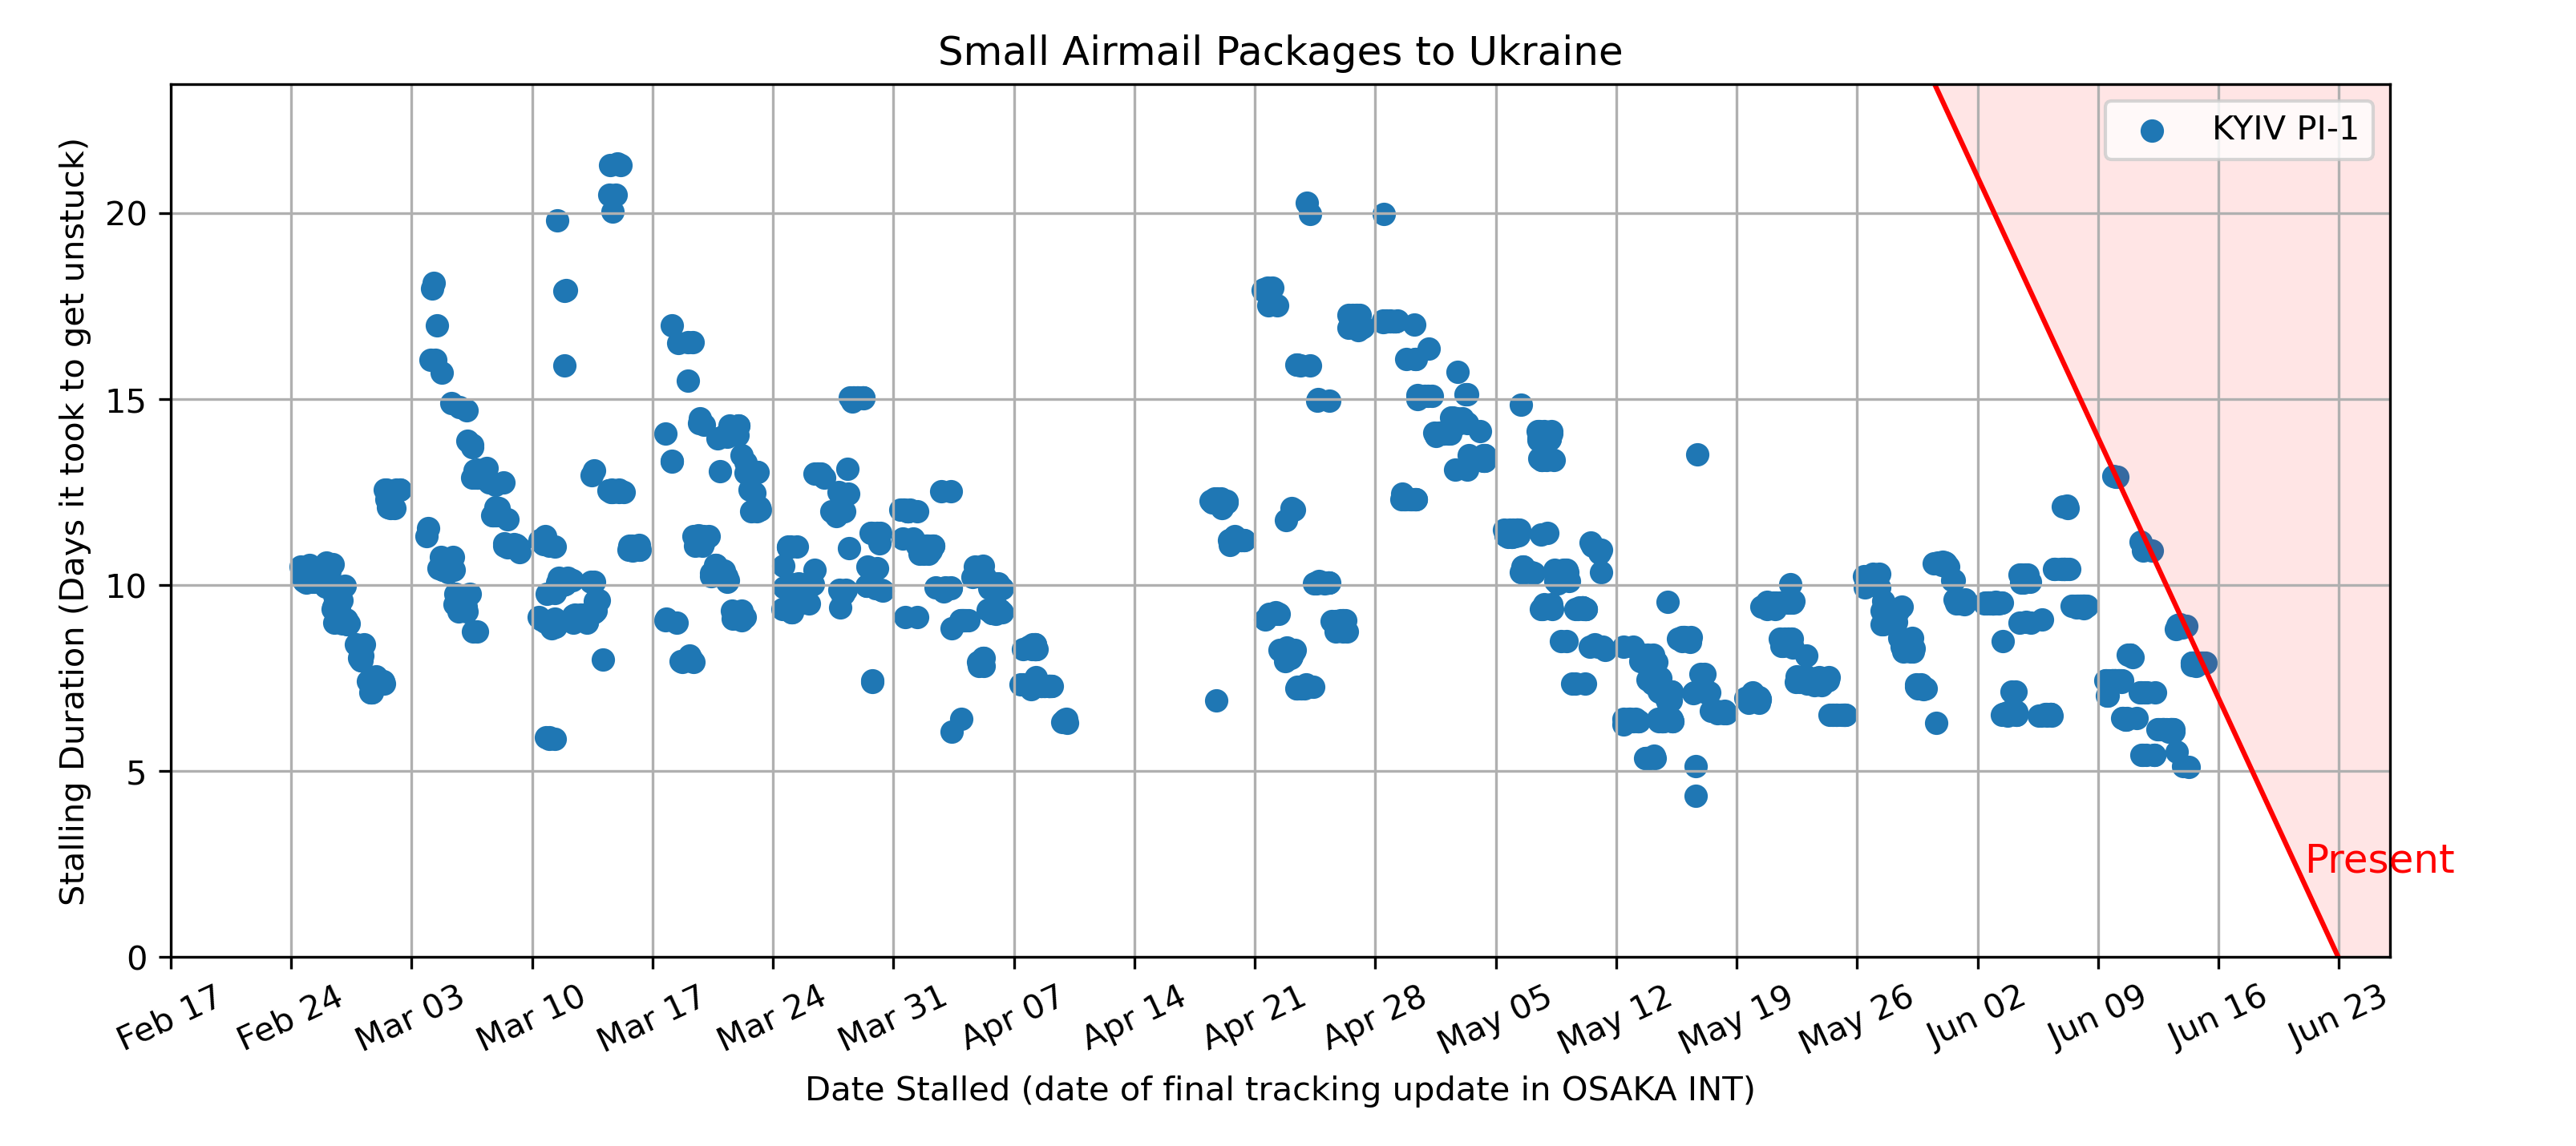 Small Airmail Packages to Ukraine
KYIV PI-1
Stalling Duration (Days it took to get unstuck)
20
15
10
5
0
Present
Feb 17
Feb 24
Mar 03
Mar 10
Mar 17
Mar 24
Mar 31
Apr 07
Apr 14
Apr 21
Apr 28
May 05
May 12
May 19
May 26
Jun 02
Jun 09
Jun 16
Jun 23
Date Stalled (date of final tracking update in OSAKA INT)